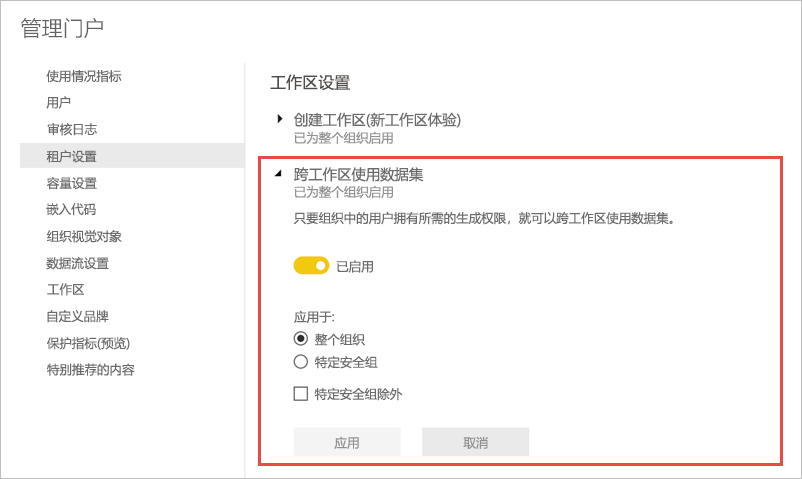 管理门户
使用情况指标
用户
审核日志
租户设置
容量设置
嵌入代码
组织视觉对象
数据流设置
工作区
自定义品牌
保护指标(预览)
特别推荐的内容
工作区设置
创建工作区(新工作区体验)
已为整个组织启用
跨工作区使用数据集
已为整个组织启用
只要组织中的用户拥有所需的生成权限，就可以跨工作区使用数据集。
已启用
应用于:
整个组织
特定安全组
特定安全组除外
应用
取消